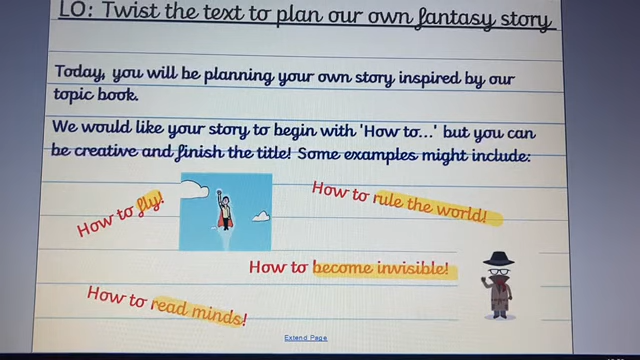 LO: Twist the text to plan our own fantasy story
Today, you will be planning your own story inspired by our
topic book.
We would like your story to begin with 'How to...' but you can
be creative and finish the title! Some examples might include:
How to fly!
How to rule the world!
How to become invisible!
How to read minds!
Extend Page